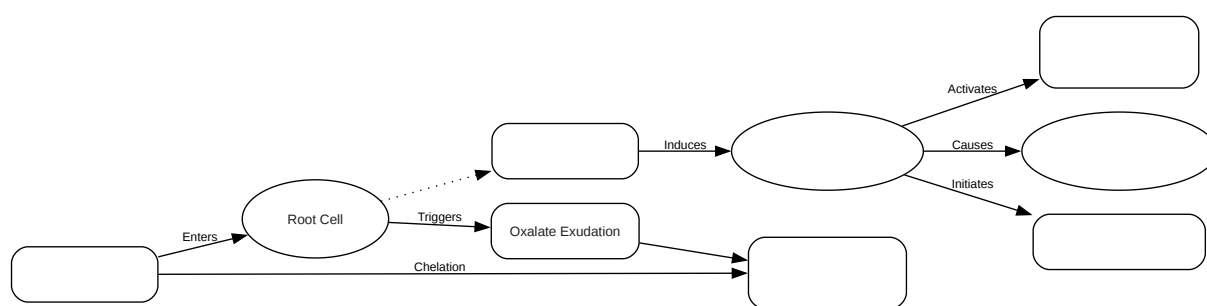 Activates
Induces
Causes
Initiates
Root Cell
Triggers
Oxalate Exudation
Enters
Chelation